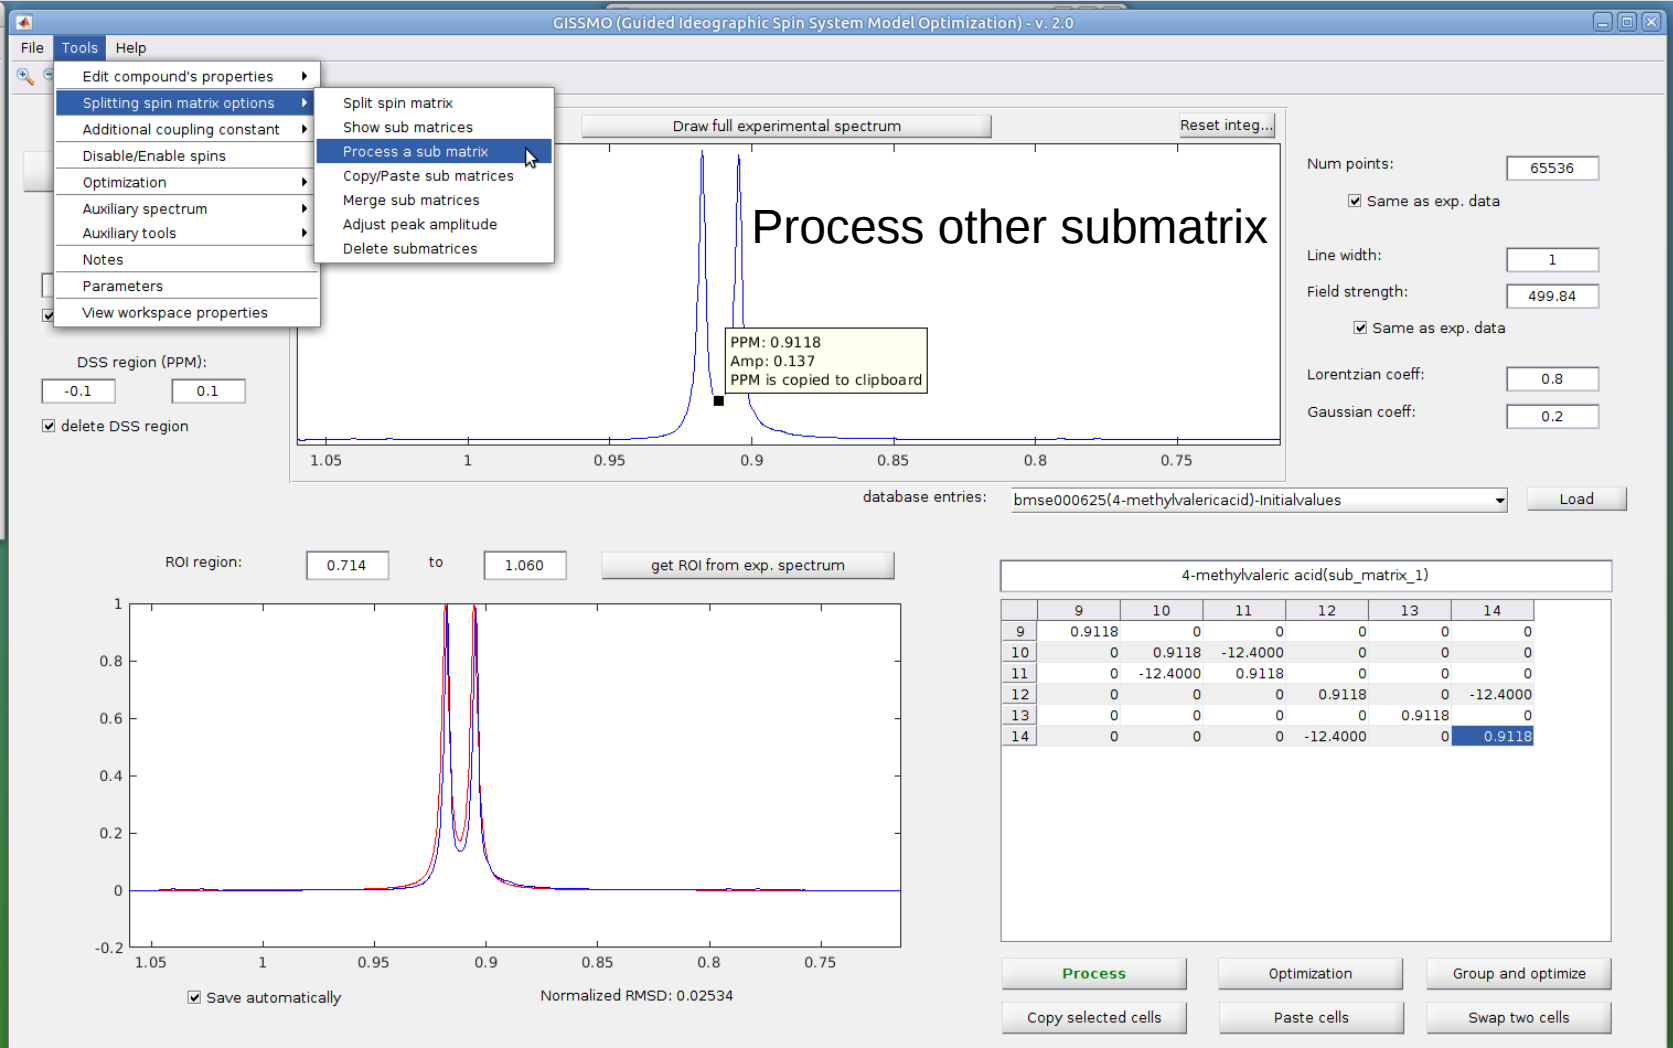 GISSMO (Guided Ideographic Spin System Model Optimization) - v. 2.0
File Tools Help
Edit compound's properties
Splitting spin matrix options
Additional coupling constant
Disable/Enable spins
Optimization
Auxiliary spectrum
Auxiliary tools
Notes
Parameters
View workspace properties
Split spin matrix
Show sub matrices
Process a sub matrix
Copy/Paste sub matrices
Merge sub matrices
Adjust peak amplitude
Delete submatrices
Draw full experimental spectrum
Reset integ...
Process other submatrix
PPM: 0.9118
Amp: 0.137
PPM is copied to clipboard
1.05 1 0.95 0.9 0.85 0.8 0.75
Num points: 65536
Same as exp. data
Line width: 1
Field strength: 499.84
Same as exp. data
Lorentzian coeff: 0.8
Gaussian coeff: 0.2
DSS region (PPM):
-0.1 0.1
delete DSS region
database entries: bmse000625(4-methylvalericacid)-Initialvalues Load
ROI region: 0.714 to 1.060 get ROI from exp. spectrum
1
0.8
0.6
0.4
0.2
0
-0.2
1.05 1 0.95 0.9 0.85 0.8 0.75
Save automatically
Normalized RMSD: 0.02534
4-methylvaleric acid(sub_matrix_1)
9 10 11 12 13 14
9 0.9118 0 0 0 0 0
10 0 0.9118 -12.4000 0 0 0
11 0 -12.4000 0.9118 0 0 0
12 0 0 0 0.9118 0 -12.4000
13 0 0 0 0 0.9118 0
14 0 0 0 -12.4000 0 0.9118
Process Optimization Group and optimize
Copy selected cells Paste cells Swap two cells